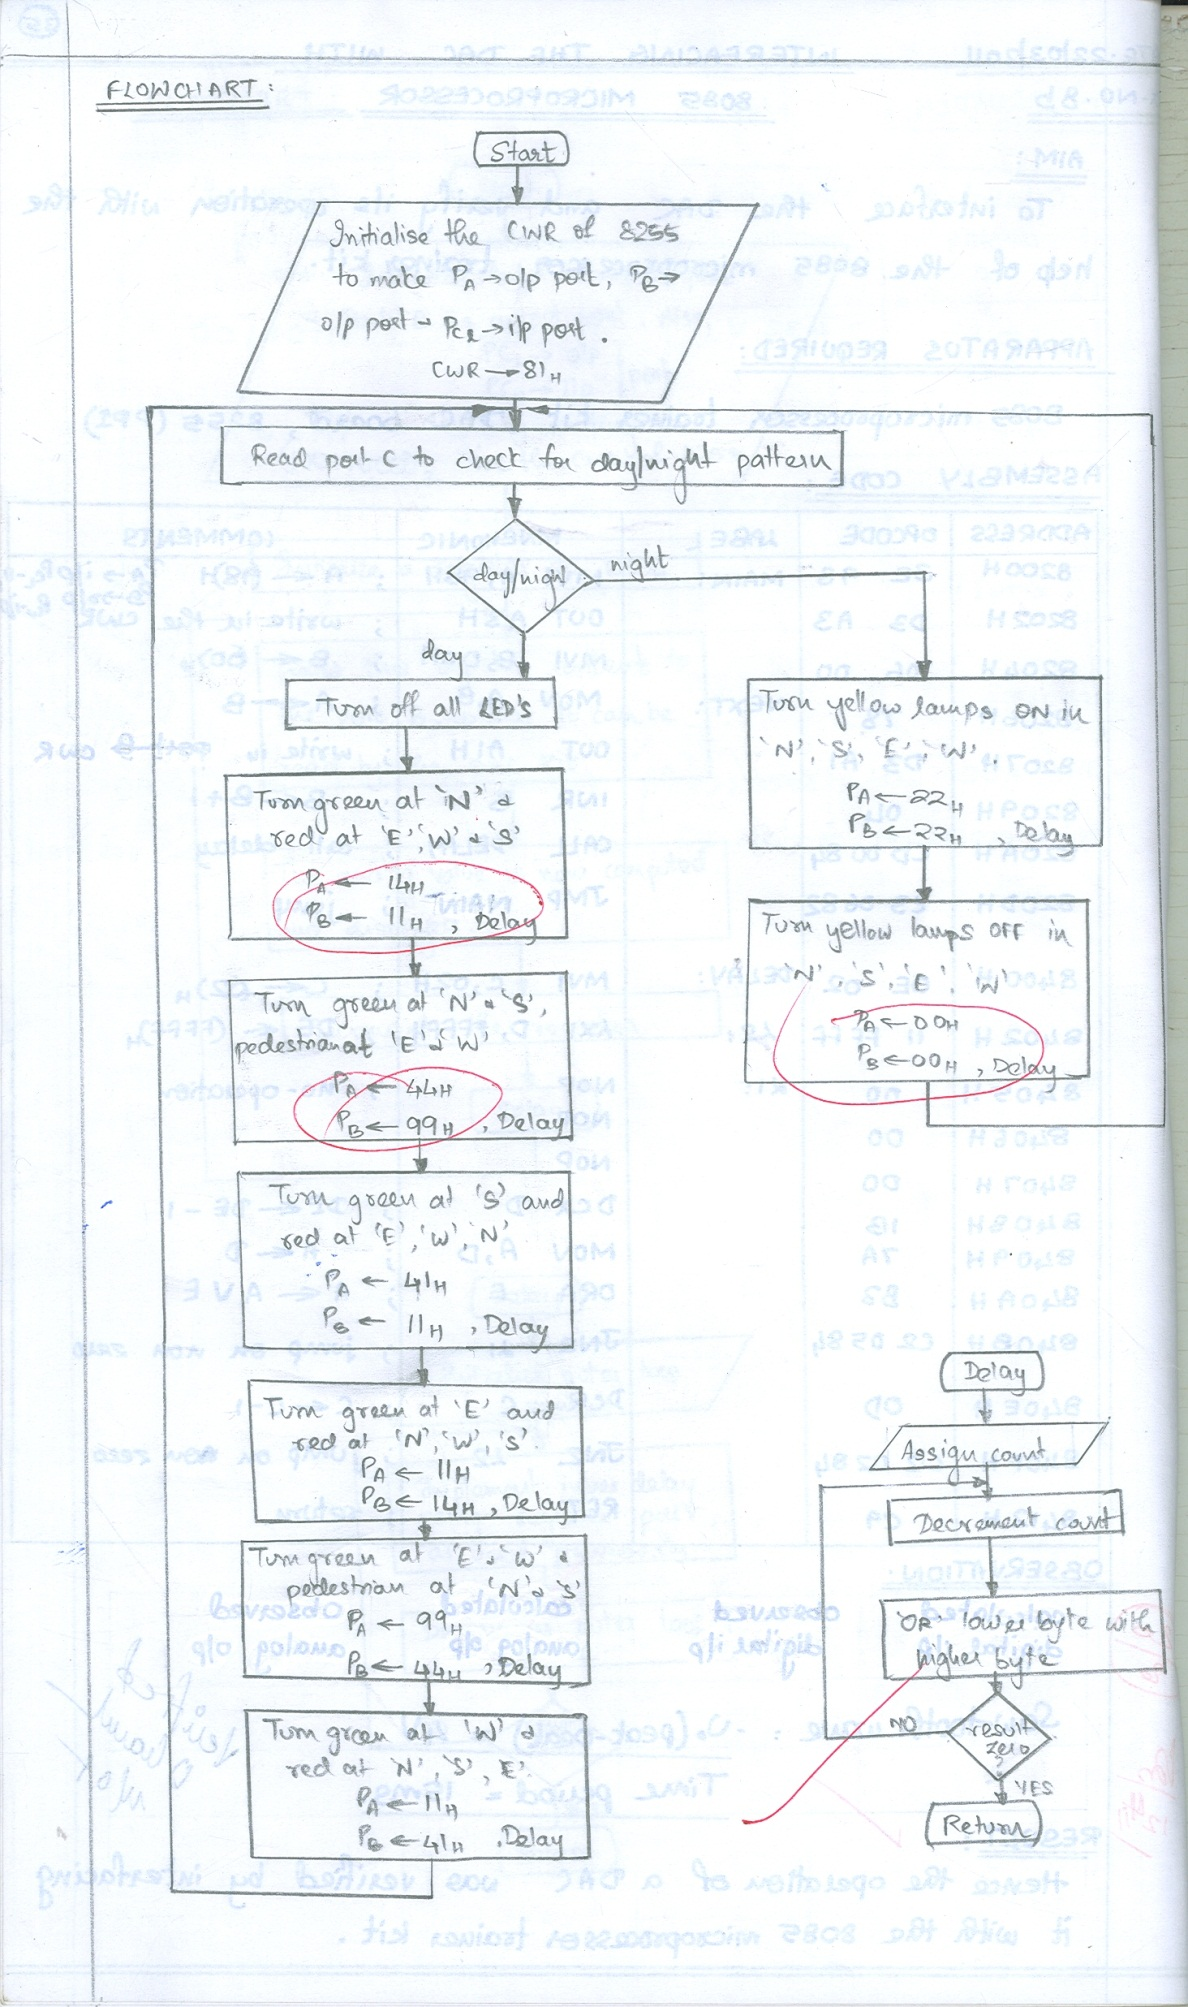 FLOWCHART:
Start
Initialise the CWR of 8255
to make PA → o/p port, PB →
o/p port - PCL → i/p port.
CWR → 81H
Read port C to check for day/night pattern
day/night
night
day
Turn off all LED's
Turn green at 'N' &
red at 'E', 'W' & 'S'
PA ← 14H
PB ← 11H, Delay
Turn green at 'N' & 'S',
pedestrian at 'E' & 'W'
PA ← 44H
PB ← 99H, Delay
Turn green at 'S' and
red at 'E', 'W', 'N'
PA ← 41H
PB ← 11H, Delay
Turn green at 'E' and
red at 'N', 'W', 'S'.
PA ← 11H
PB ← 14H, Delay
Turn green at 'E' & 'W' &
pedestrian at 'N' & 'S'
PA ← 99H
PB ← 44H, Delay
Turn green at 'W' &
red at 'N', 'S', 'E'.
PA ← 11H
PB ← 41H, Delay
Turn yellow lamps ON in
'N', 'S', 'E', 'W'.
PA ← 22H
PB ← 22H, Delay
Turn yellow lamps OFF in
'N', 'S', 'E', 'W'
PA ← 00H
PB ← 00H, Delay
Delay
Assign count
Decrement count
'OR' lower byte with
higher byte
NO
result
zero
?
YES
Return